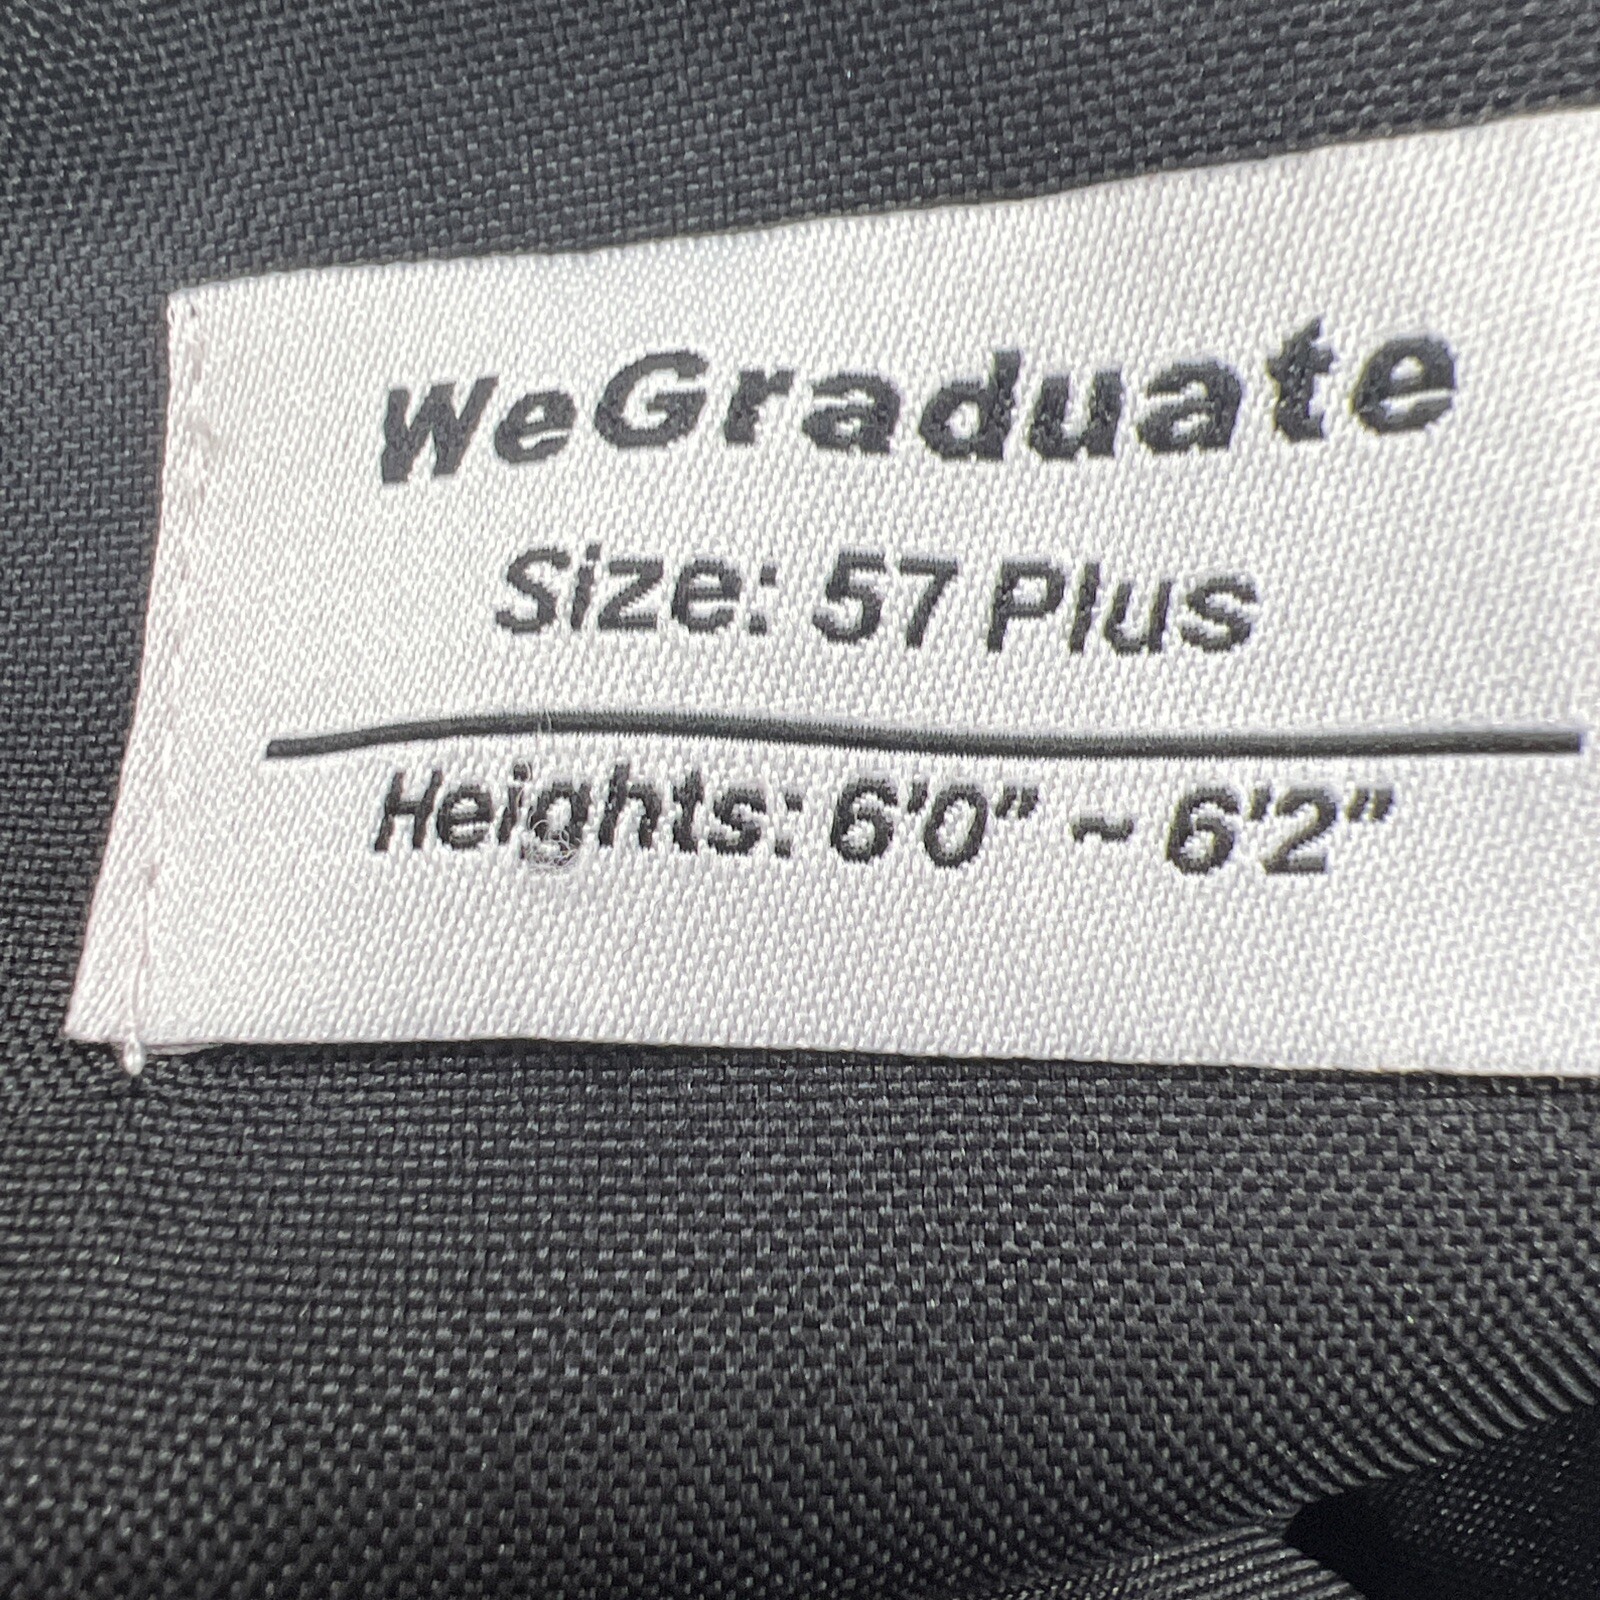 WeGraduate
Size: 57 Plus
Heights: 6'0" ~ 6'2"